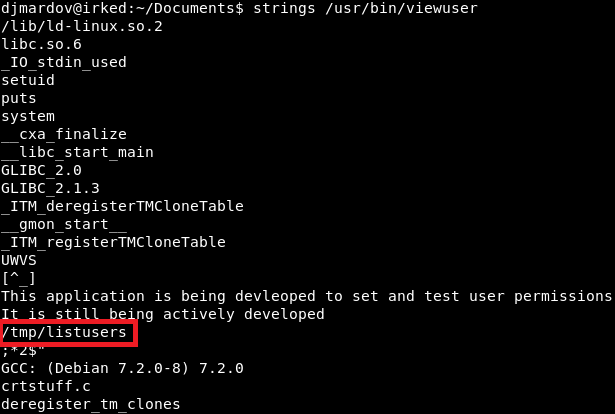 djmardov@irked:~/Documents$ strings /usr/bin/viewuser
/lib/ld-linux.so.2
libc.so.6
_IO_stdin_used
setuid
puts
system
__cxa_finalize
__libc_start_main
GLIBC_2.0
GLIBC_2.1.3
_ITM_deregisterTMCloneTable
__gmon_start__
_ITM_registerTMCloneTable
UWVS
[^_]
This application is being devleoped to set and test user permissions
It is still being actively developed
/tmp/listusers
;*2$"
GCC: (Debian 7.2.0-8) 7.2.0
crtstuff.c
deregister_tm_clones